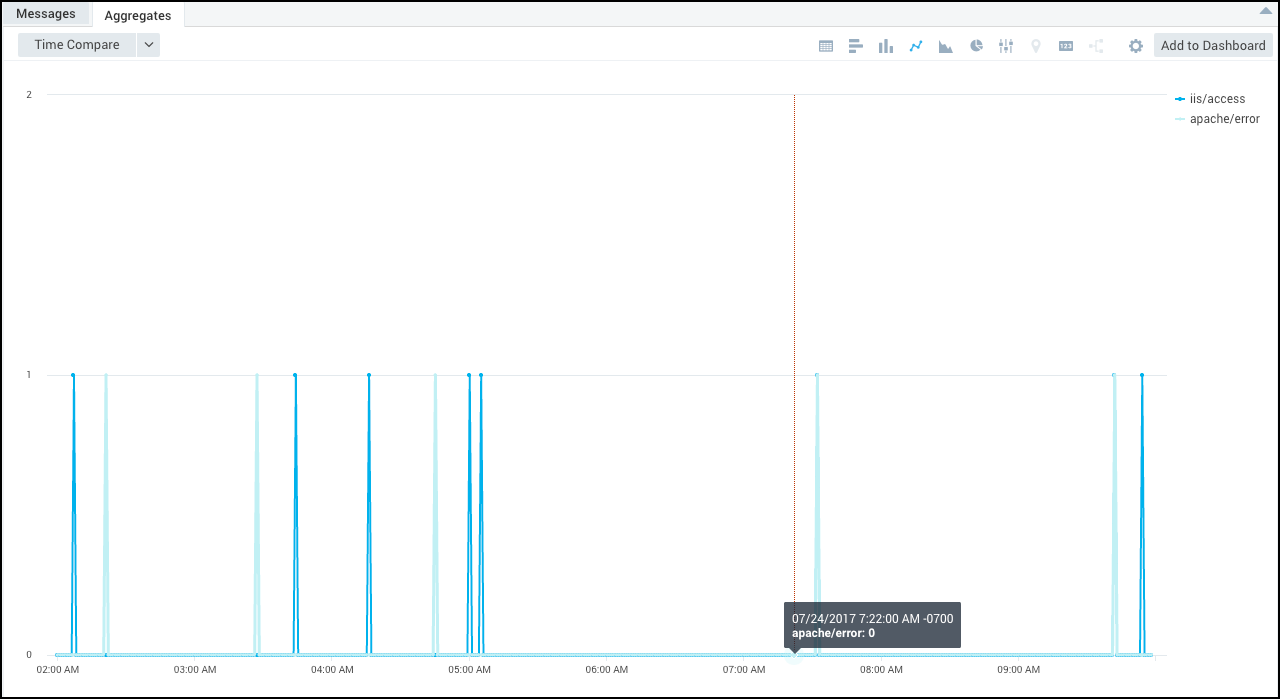 Messages
Aggregates
Time Compare
123
Add to Dashboard
2
iis/access
apache/error
1
07/24/2017 7:22:00 AM -0700
apache/error: 0
0
02:00 AM
03:00 AM
04:00 AM
05:00 AM
06:00 AM
07:00 AM
08:00 AM
09:00 AM